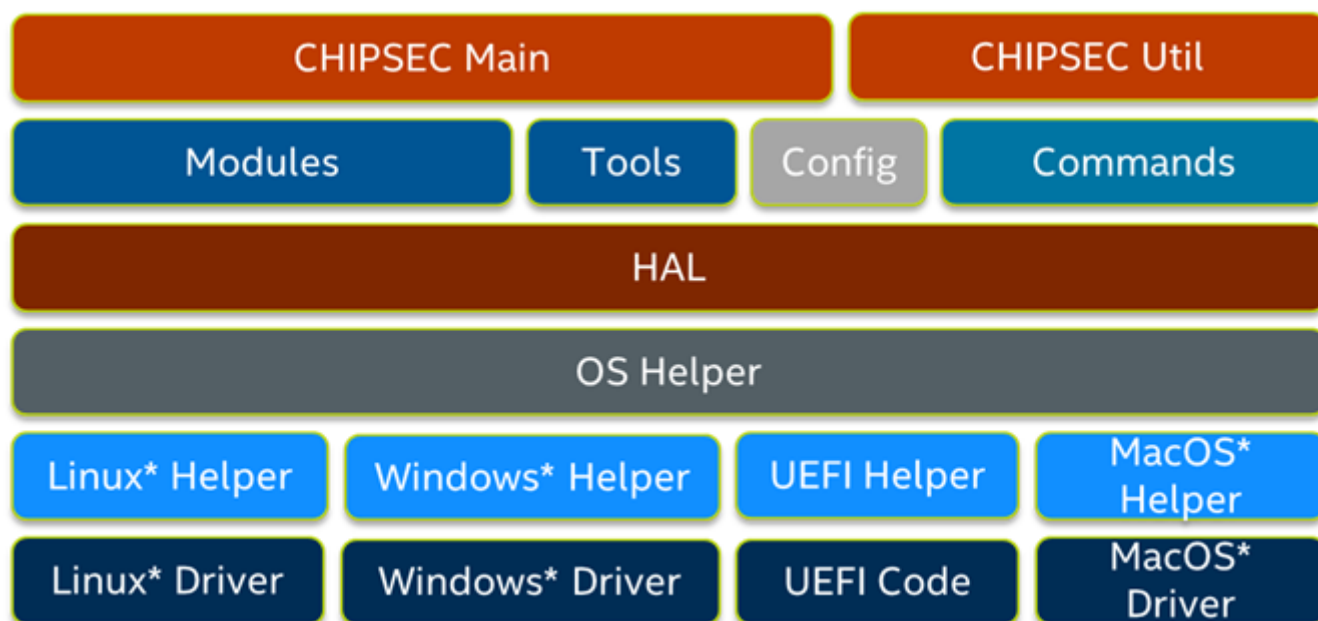 CHIPSEC Main
CHIPSEC Util
Modules
Tools
Config
Commands
HAL
OS Helper
Linux* Helper
Windows* Helper
UEFI Helper
MacOS*
Helper
Linux* Driver
Windows* Driver
UEFI Code
MacOS*
Driver